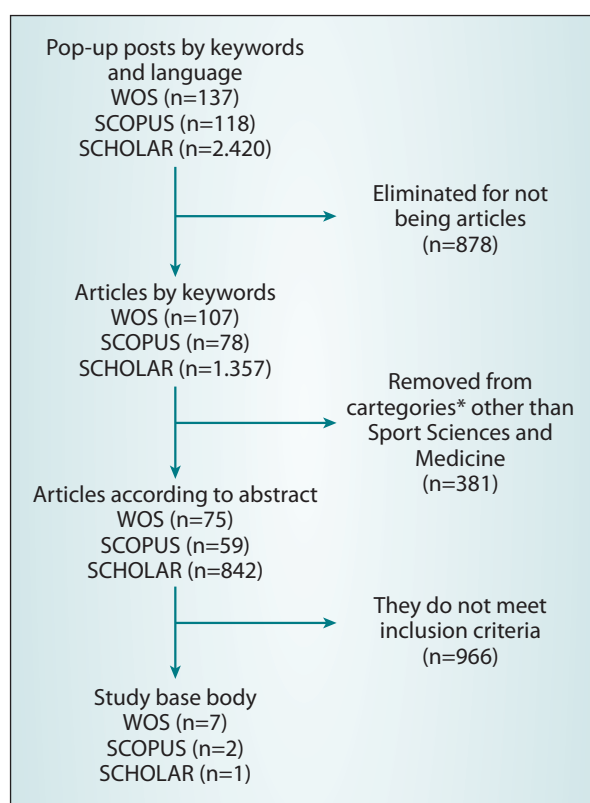 Pop-up posts by keywords
and language
WOS (n=137)
SCOPUS (n=118)
SCHOLAR (n=2.420)
Eliminated for not
being articles
(n=878)
Articles by keywords
WOS (n=107)
SCOPUS (n=78)
SCHOLAR (n=1.357)
Removed from
cartegories* other than
Sport Sciences and
Medicine
(n=381)
Articles according to abstract
WOS (n=75)
SCOPUS (n=59)
SCHOLAR (n=842)
They do not meet
inclusion criteria
(n=966)
Study base body
WOS (n=7)
SCOPUS (n=2)
SCHOLAR (n=1)